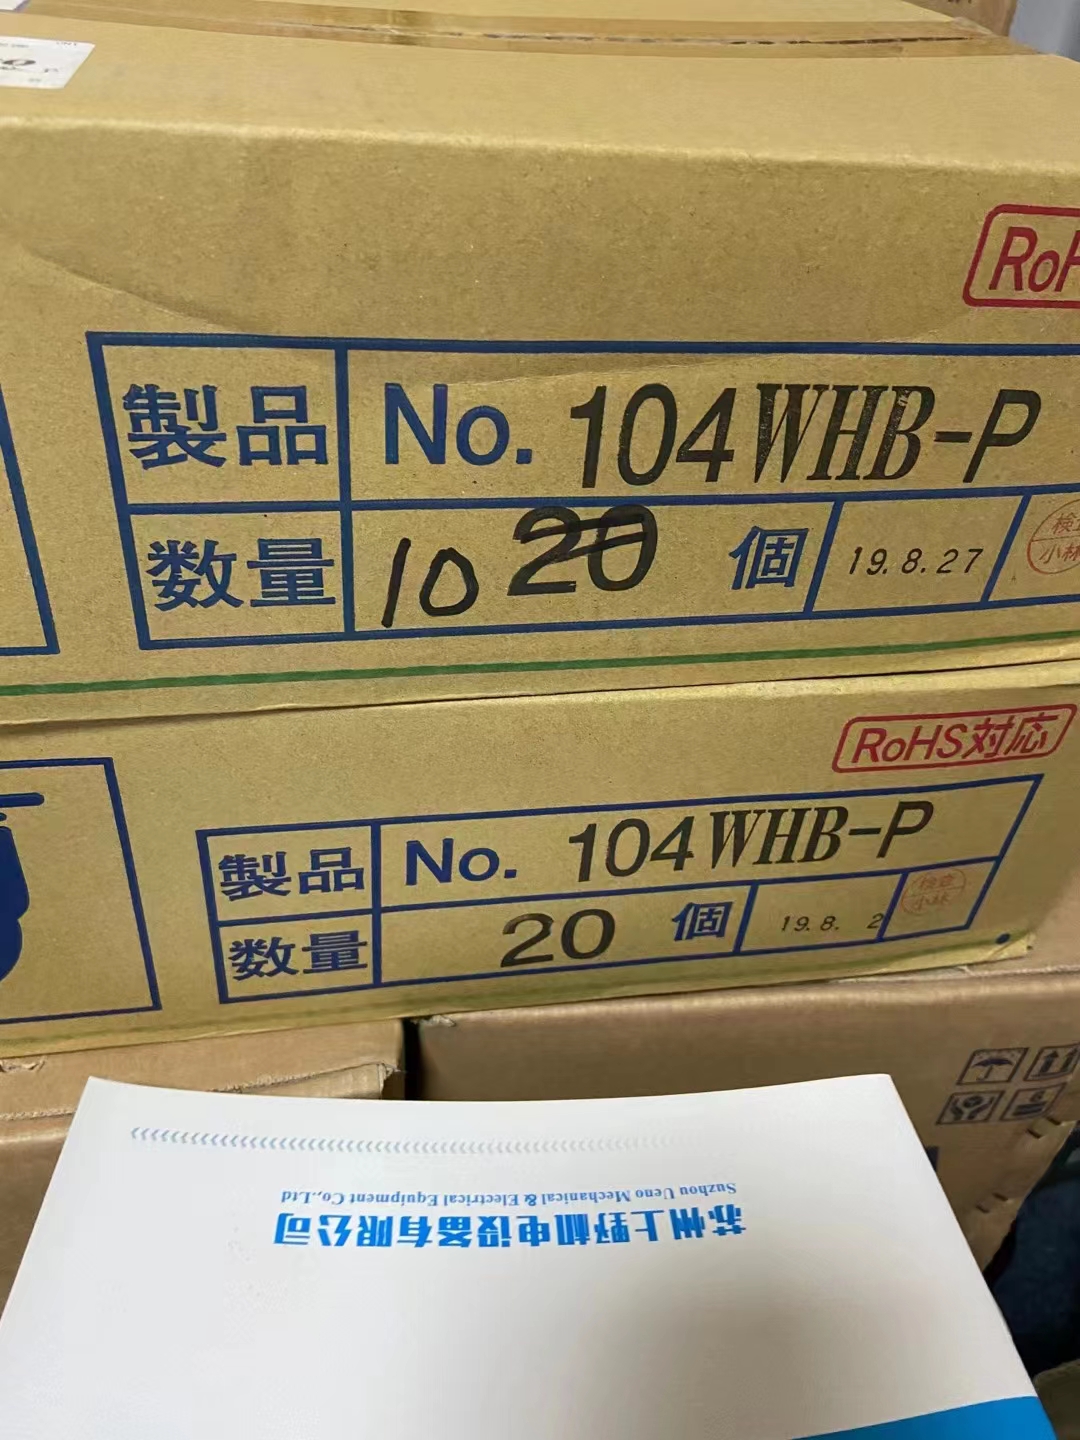 RoH
製品 No. 104WHB-P
数量 10 20 個 19.8.27
検査
小林
RoHS対応
製品 No. 104WHB-P
数量 20 個 19.8. 2
検査
小林
苏州上野机电设备有限公司
Suzhou Ueno Mechanical & Electrical Equipment Co.,Ltd